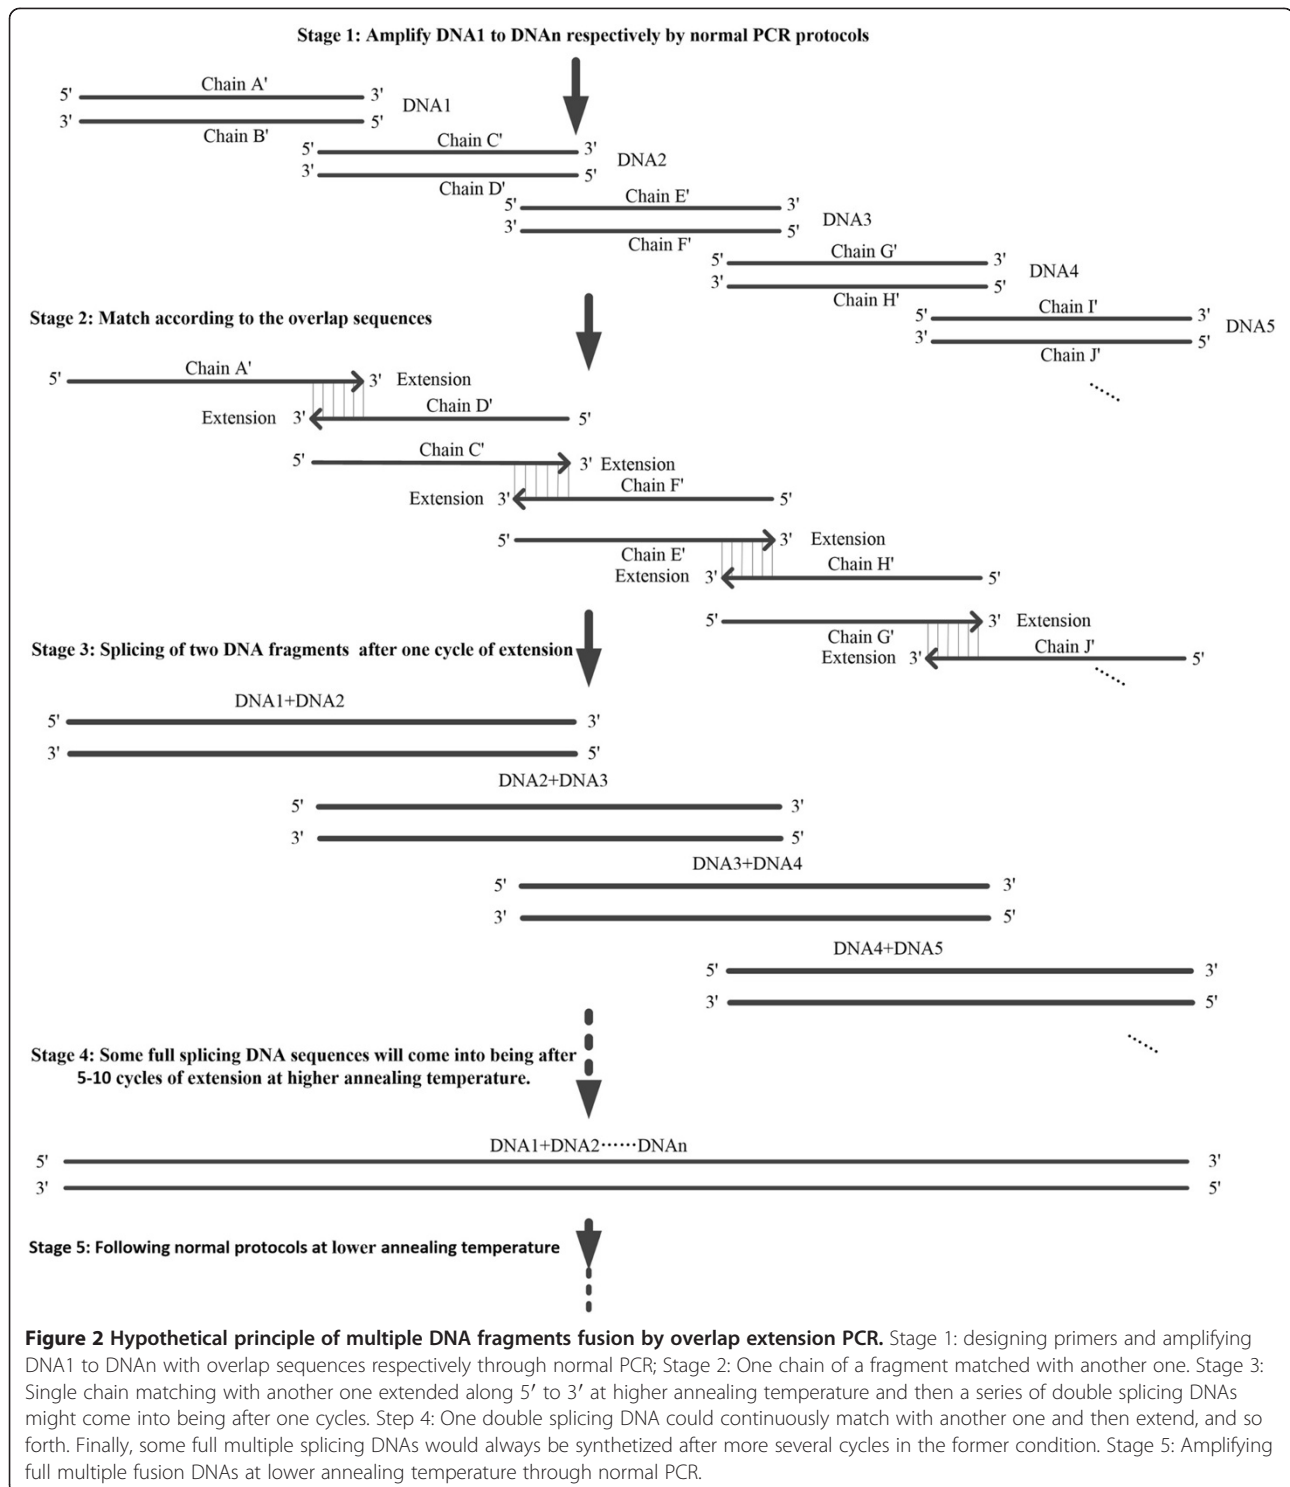 Stage 1: Amplify DNA1 to DNAn respectively by normal PCR protocols
Chain A'
5' 3'
DNA1
3' 5'
Chain B'
Chain C'
5' 3'
DNA2
3' 5'
Chain D'
Chain E'
5' 3'
DNA3
3' 5'
Chain F'
Chain G'
5' 3'
DNA4
3' 5'
Chain H'
Chain I'
5' 3'
DNA5
3' 5'
Chain J'
......
Stage 2: Match according to the overlap sequences
Chain A'
5' 3' Extension
Chain D'
Extension 3' 5'
Chain C'
5' 3' Extension
Chain F'
Extension 3' 5'
5' 3' Extension
Chain E'
Chain H'
Extension 3' 5'
5' 3' Extension
Chain G'
Chain J'
Extension 3' 5'
......
Stage 3: Splicing of two DNA fragments after one cycle of extension
DNA1+DNA2
5' 3'
3' 5'
DNA2+DNA3
5' 3'
3' 5'
DNA3+DNA4
5' 3'
3' 5'
DNA4+DNA5
5' 3'
3' 5'
......
Stage 4: Some full splicing DNA sequences will come into being after
5-10 cycles of extension at higher annealing temperature.
DNA1+DNA2······DNAn
5' 3'
3' 5'
Stage 5: Following normal protocols at lower annealing temperature
Figure 2 Hypothetical principle of multiple DNA fragments fusion by overlap extension PCR. Stage 1: designing primers and amplifying
DNA1 to DNAn with overlap sequences respectively through normal PCR; Stage 2: One chain of a fragment matched with another one. Stage 3:
Single chain matching with another one extended along 5′ to 3′ at higher annealing temperature and then a series of double splicing DNAs
might come into being after one cycles. Step 4: One double splicing DNA could continuously match with another one and then extend, and so
forth. Finally, some full multiple splicing DNAs would always be synthetized after more several cycles in the former condition. Stage 5: Amplifying
full multiple fusion DNAs at lower annealing temperature through normal PCR.